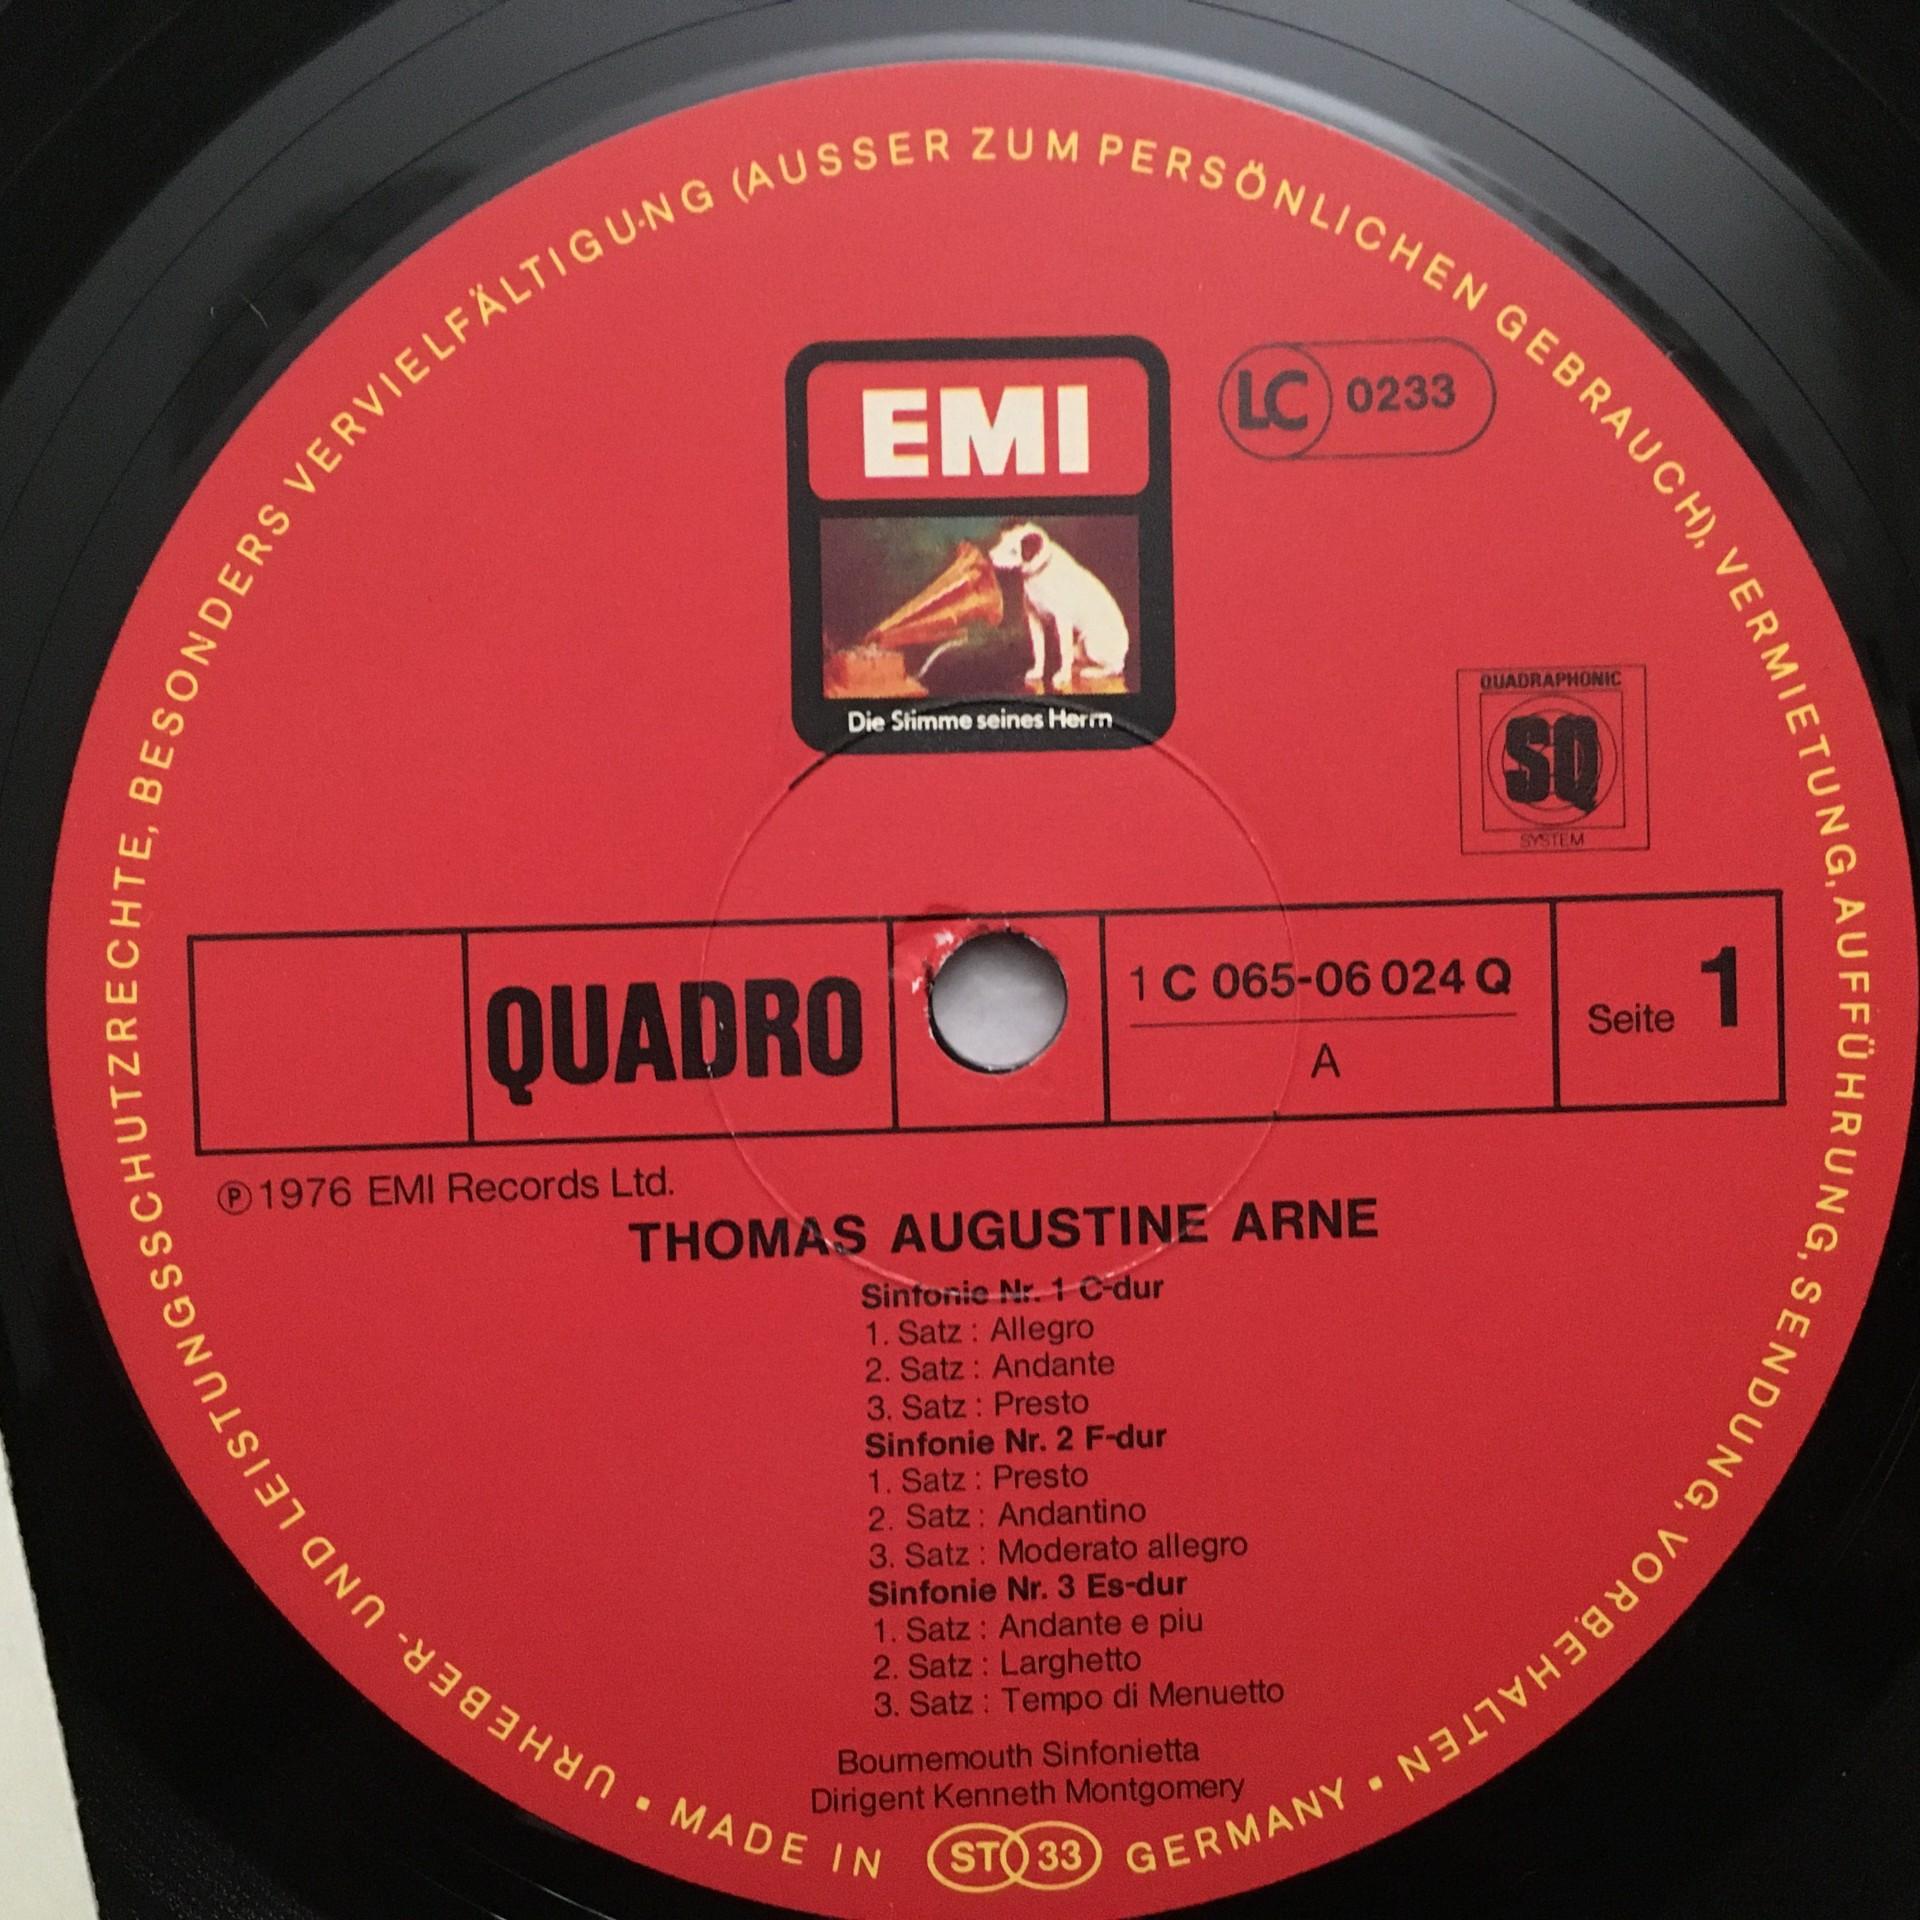 URHEBER- UND LEISTUNGSSCHUTZRECHTE, BESONDERS VERVIELFÄLTIGUNG (AUSSER ZUM PERSÖNLICHEN GEBRAUCH), VERMIETUNG, AUFFÜHRUNG, SENDUNG, VORBEHALTEN ▪
EMI
Die Stimme seines Herrn
LC 0233
QUADRAPHONIC
SQ
SYSTEM
QUADRO
1 C 065-06 024 Q
A
Seite 1
℗ 1976 EMI Records Ltd.
THOMAS AUGUSTINE ARNE
Sinfonie Nr. 1 C-dur
1. Satz : Allegro
2. Satz : Andante
3. Satz : Presto
Sinfonie Nr. 2 F-dur
1. Satz : Presto
2. Satz : Andantino
3. Satz : Moderato allegro
Sinfonie Nr. 3 Es-dur
1. Satz : Andante e piu
2. Satz : Larghetto
3. Satz : Tempo di Menuetto
Bournemouth Sinfonietta
Dirigent Kenneth Montgomery
▪ MADE IN ST 33 GERMANY